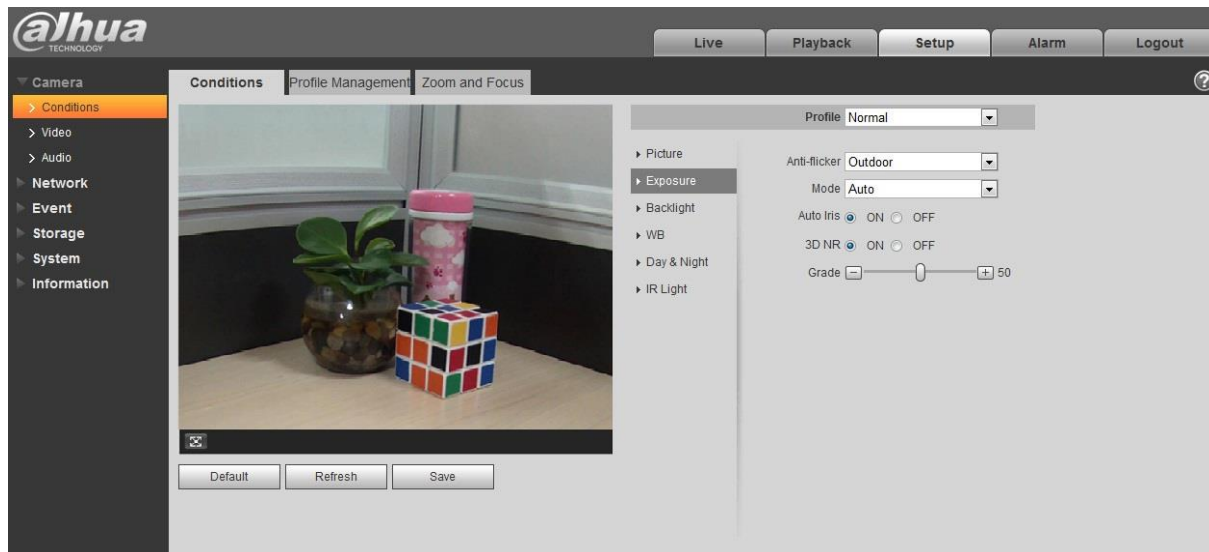 alhua
TECHNOLOGY
Live Playback Setup Alarm Logout
Camera
Conditions
Video
Audio
Network
Event
Storage
System
Information
Conditions Profile Management Zoom and Focus
?
Profile Normal
Picture
Exposure
Backlight
WB
Day & Night
IR Light
Anti-flicker Outdoor
Mode Auto
Auto Iris ON OFF
3D NR ON OFF
Grade 50
Default Refresh Save